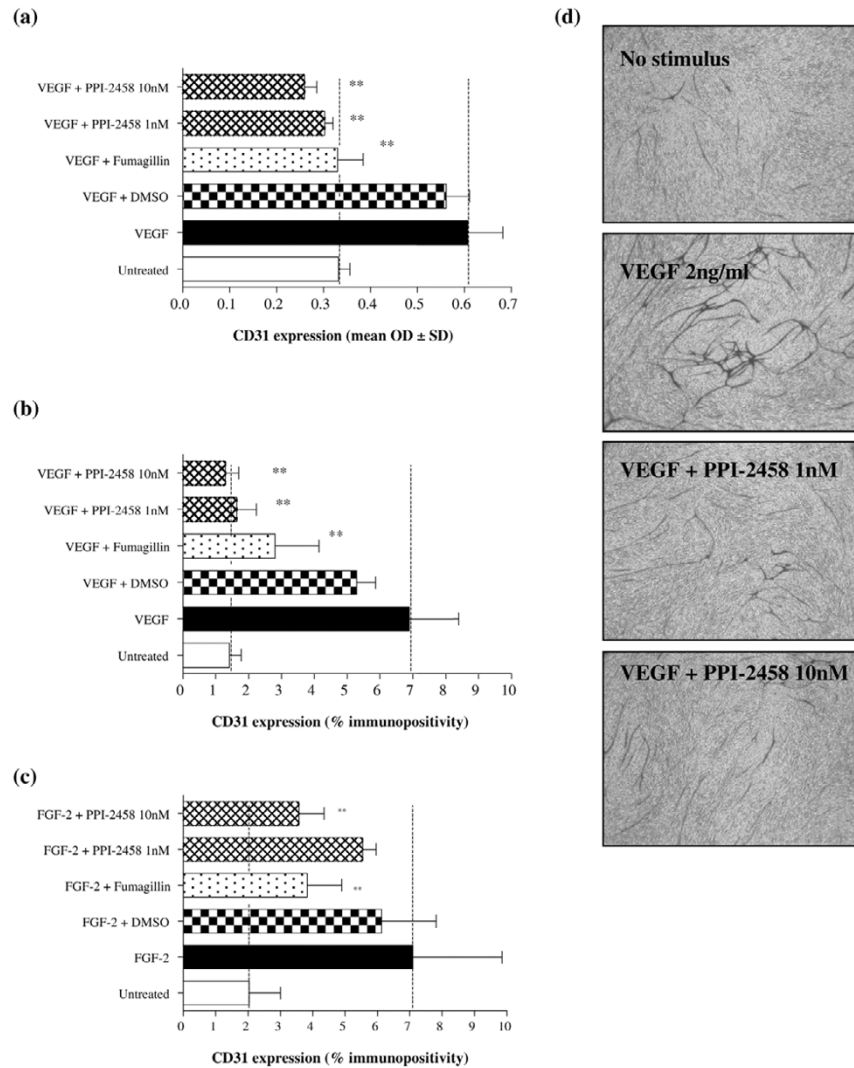 (a)
VEGF + PPI-2458 10nM
**
VEGF + PPI-2458 1nM
**
VEGF + Fumagillin
**
VEGF + DMSO
VEGF
Untreated
0.0 0.1 0.2 0.3 0.4 0.5 0.6 0.7
CD31 expression (mean OD ± SD)
(b)
VEGF + PPI-2458 10nM
**
VEGF + PPI-2458 1nM
**
VEGF + Fumagillin
**
VEGF + DMSO
VEGF
Untreated
0 1 2 3 4 5 6 7 8 9 10
CD31 expression (% immunopositivity)
(c)
FGF-2 + PPI-2458 10nM
**
FGF-2 + PPI-2458 1nM
FGF-2 + Fumagillin
**
FGF-2 + DMSO
FGF-2
Untreated
0 1 2 3 4 5 6 7 8 9 10
CD31 expression (% immunopositivity)
(d)
No stimulus
VEGF 2ng/ml
VEGF + PPI-2458 1nM
VEGF + PPI-2458 10nM